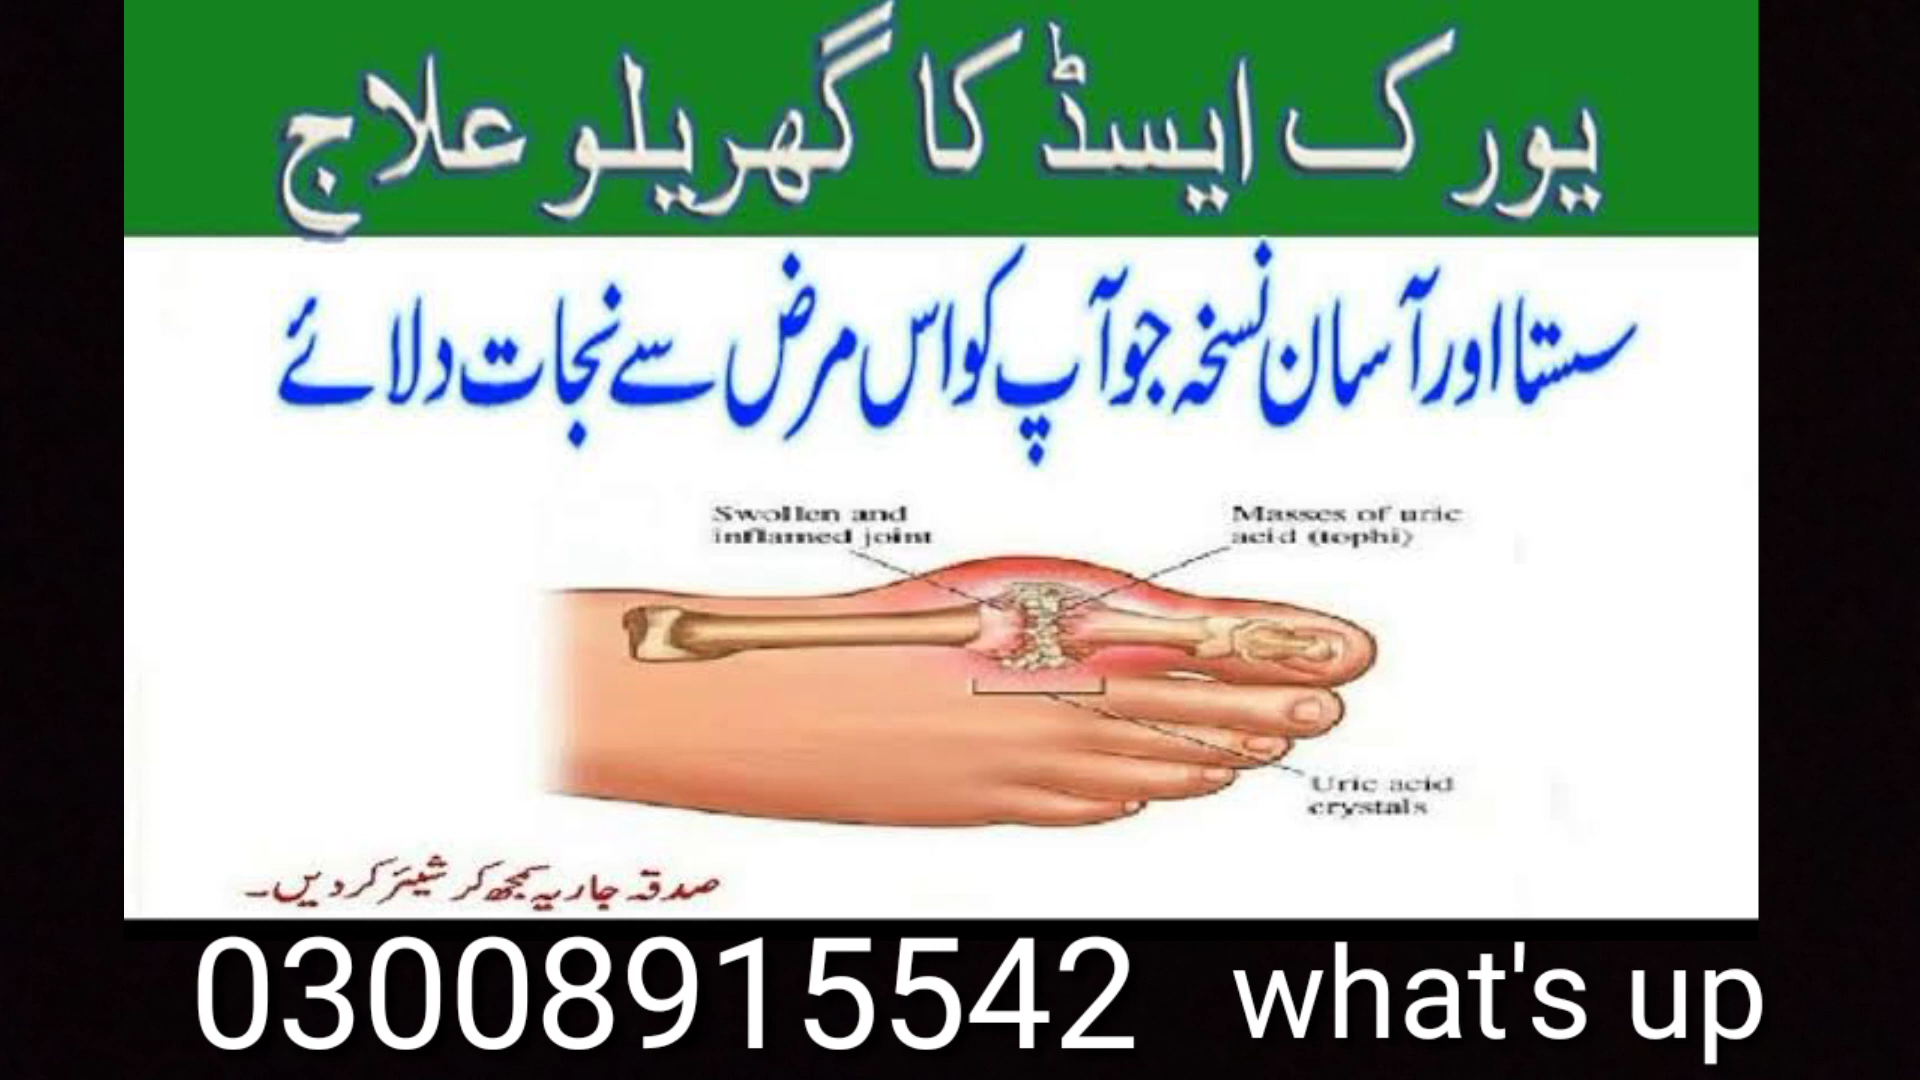 یورک ایسڈ کا گھریلو علاج
سستا اور آسان نسخہ جو آپ کو اس مرض سے نجات دلائے
Swollen and
inflamed joint
Masses of uric
acid (tophi)
Uric acid
crystals
صدقہ جاریہ سمجھ کر شیئر کر دیں۔
03008915542 what's up